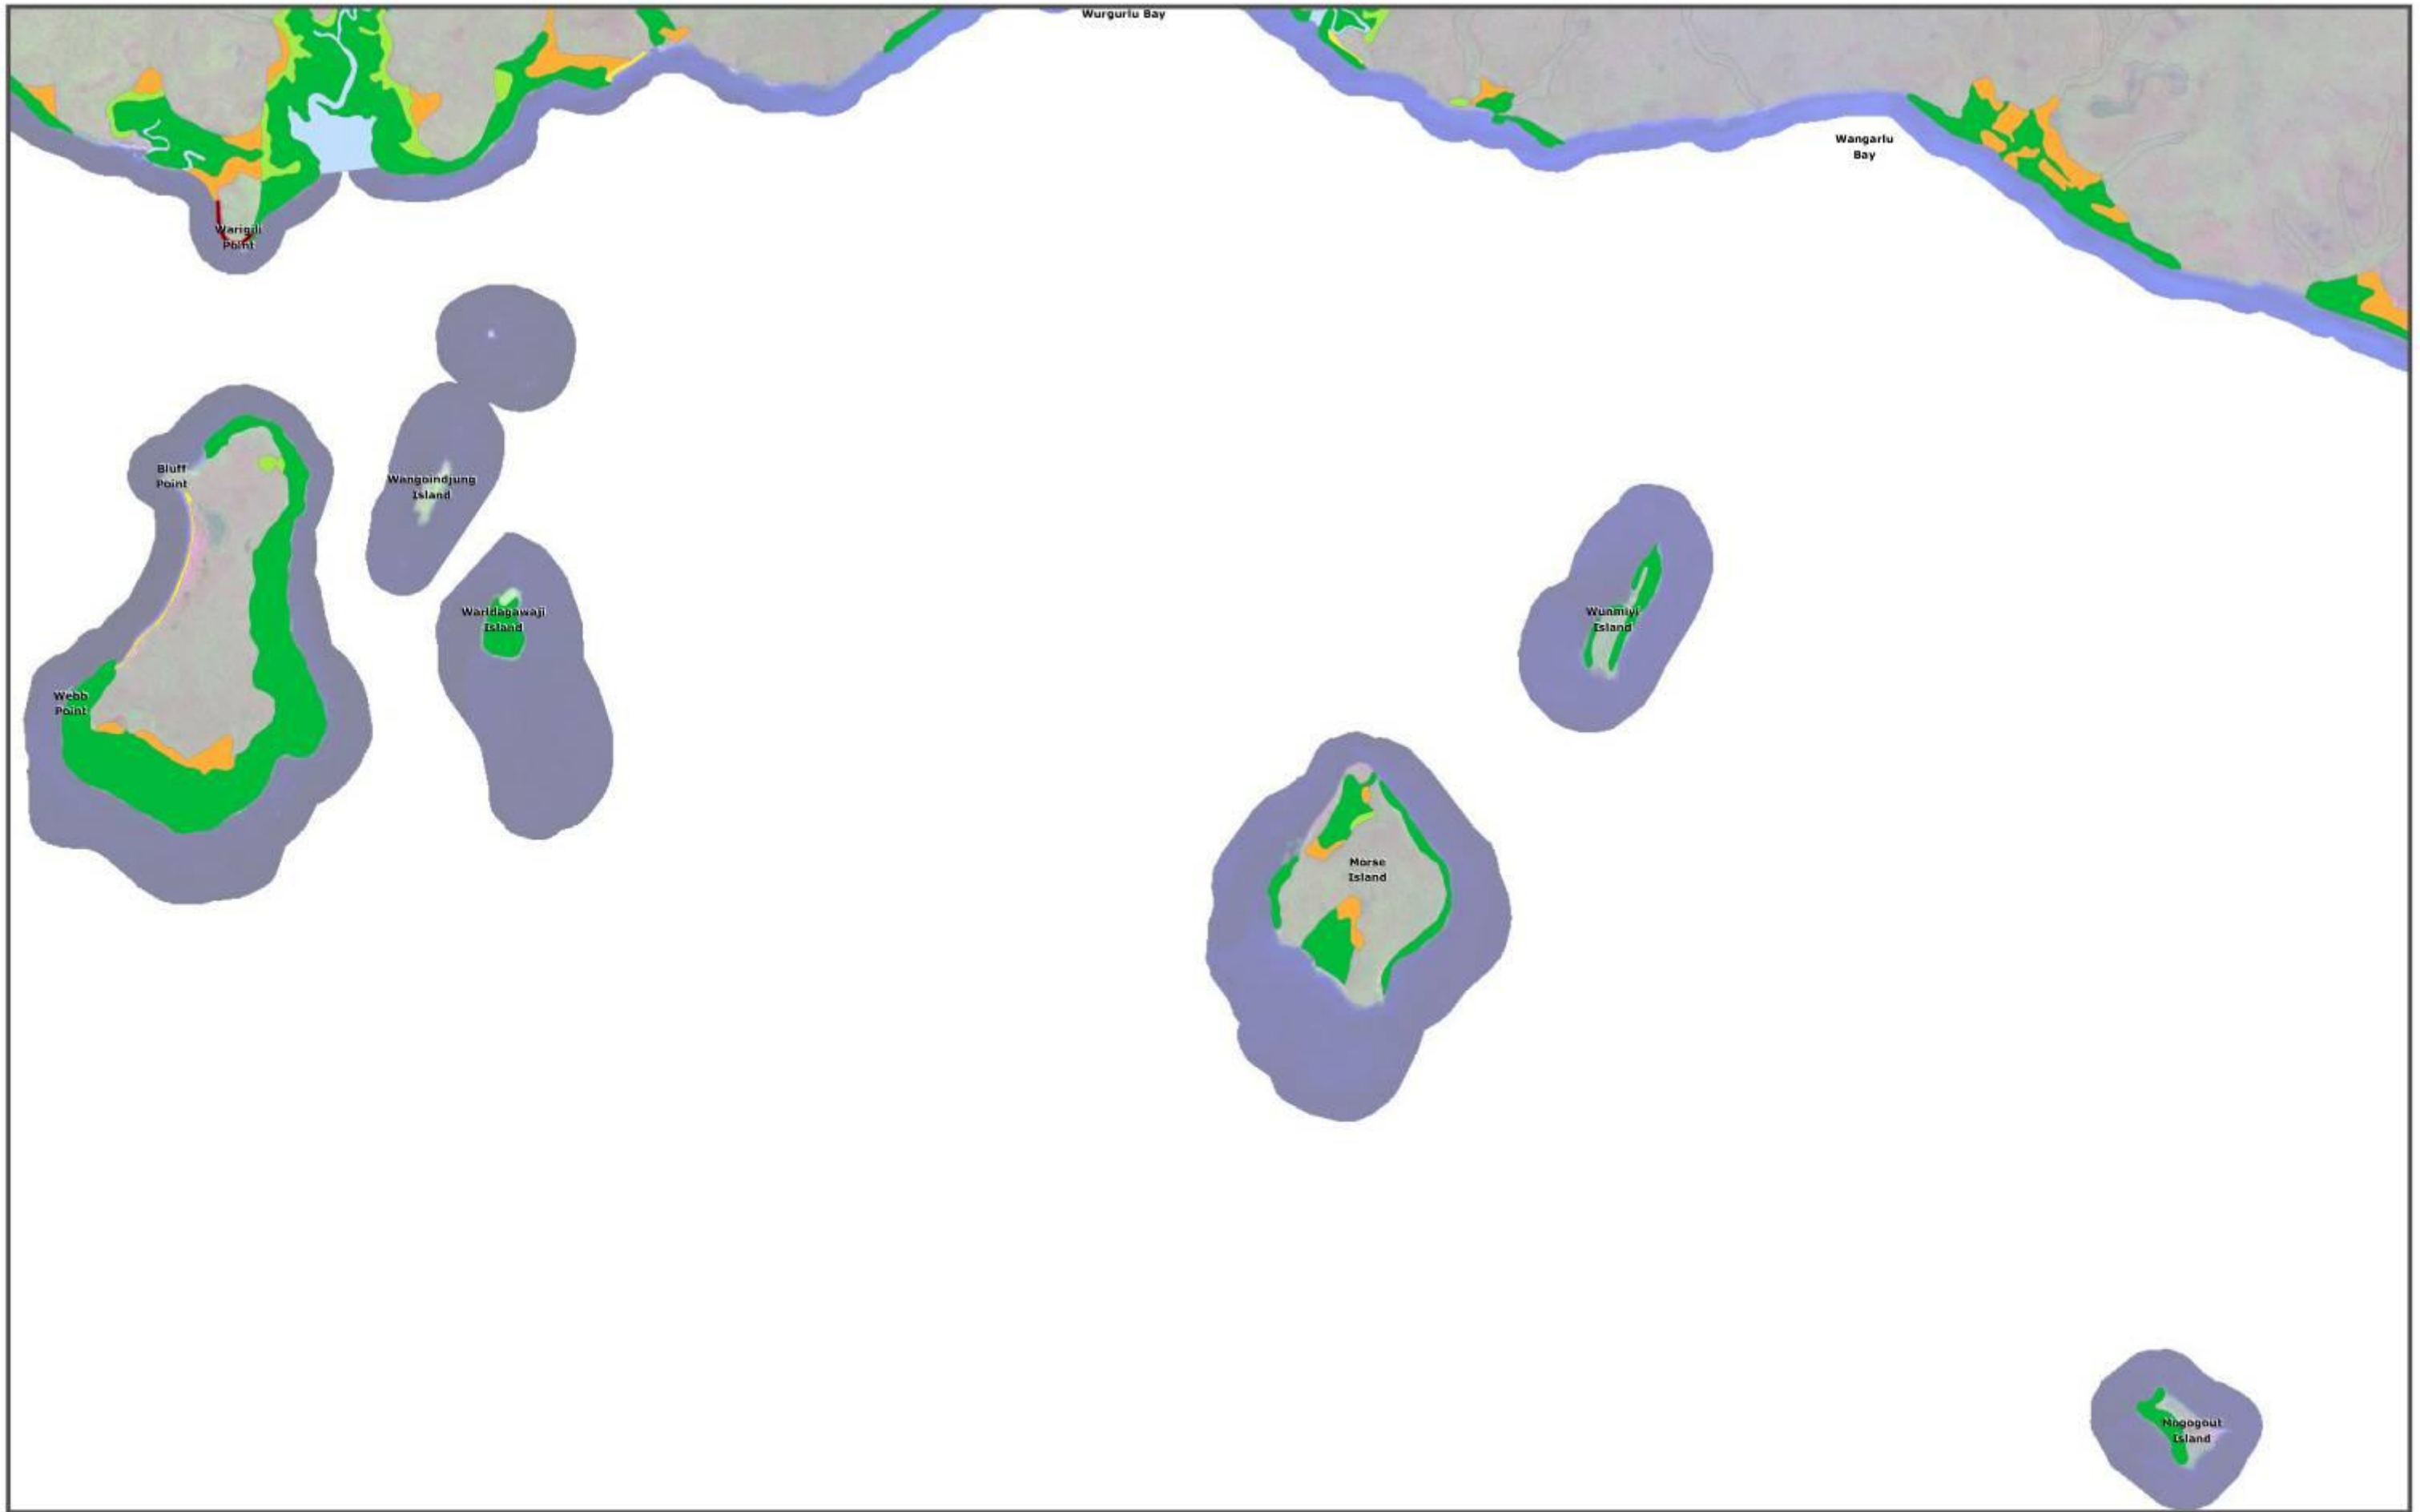 Wurgurlu Bay
Wangarlu
Bay
Warigili
Point
Bluff
Point
Wangoindjung
Island
Warldagawaji
Island
Wunmiyi
Island
Webb
Point
Morse
Island
Mogogout
Island